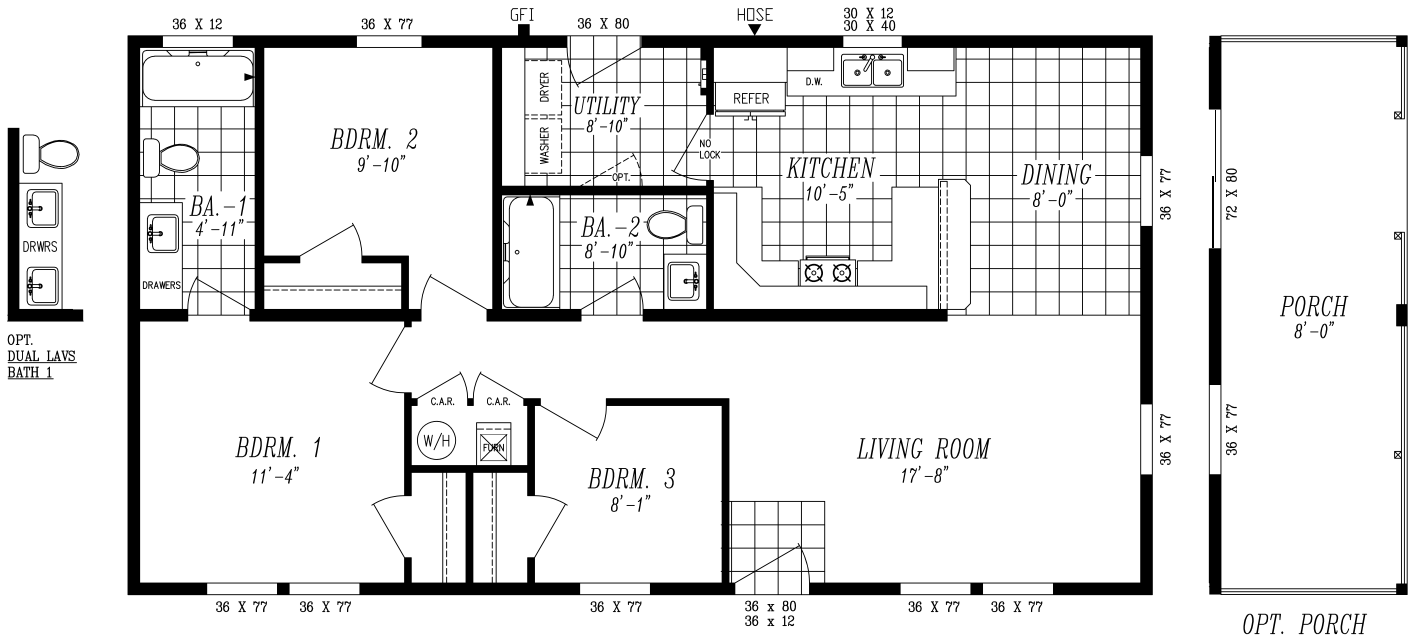 36 X 12
36 X 77
GFI
36 X 80
HOSE
30 X 12
30 X 40
DRYER
WASHER
UTILITY
8'-10"
OPT.
NO
LOCK
REFER
D.W.
KITCHEN
10'-5"
DINING
8'-0"
36 X 77
BDRM. 2
9'-10"
BA.-1
4'-11"
DRAWERS
BA.-2
8'-10"
DRWRS
OPT.
DUAL LAVS
BATH 1
BDRM. 1
11'-4"
C.A.R.
C.A.R.
W/H
FURN
BDRM. 3
8'-1"
LIVING ROOM
17'-8"
36 X 77
36 X 77
36 X 77
36 X 77
36 x 80
36 x 12
36 X 77
36 X 77
72 X 80
PORCH
8'-0"
36 X 77
OPT. PORCH